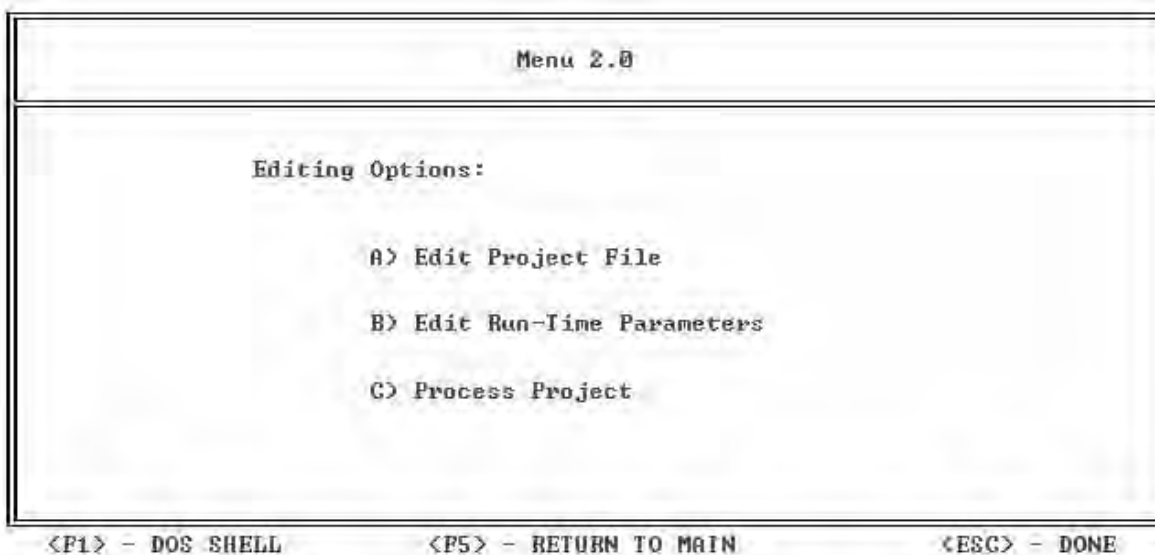 Menu 2.0
Editing Options:
A> Edit Project File
B> Edit Run-Time Parameters
C> Process Project
<F1> - DOS SHELL <F5> - RETURN TO MAIN <ESC> - DONE